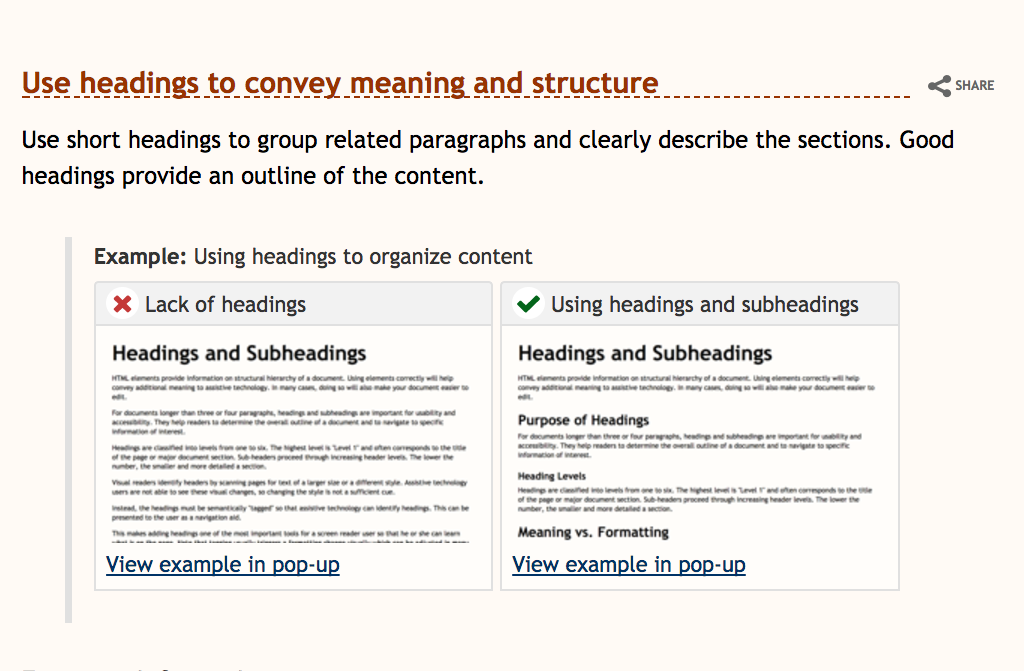 Use headings to convey meaning and structure
SHARE
Use short headings to group related paragraphs and clearly describe the sections. Good
headings provide an outline of the content.
Example: Using headings to organize content
Lack of headings
Headings and Subheadings
HTML elements provide information on structural hierarchy of a document. Using elements correctly will help
convey additional meaning to assistive technology. In many cases, doing so will also make your document easier to
edit.
For documents longer than three or four paragraphs, headings and subheadings are important for usability and
accessibility. They help readers to determine the overall outline of a document and to navigate to specific
information of interest.
Headings are classified into levels from one to six. The highest level is "Level 1" and often corresponds to the title
of the page or major document section. Sub-headers proceed through increasing header levels. The lower the
number, the smaller and more detailed a section.
Visual readers identify headers by scanning pages for text of a larger size or a different style. Assistive technology
users are not able to see these visual changes, so changing the style is not a sufficient cue.
Instead, the headings must be semantically "tagged" so that assistive technology can identify headings. This can be
presented to the user as a navigation aid.
This makes adding headings one of the most important tools for a screen reader user so that he or she can learn
View example in pop-up
Using headings and subheadings
Headings and Subheadings
HTML elements provide information on structural hierarchy of a document. Using elements correctly will help
convey additional meaning to assistive technology. In many cases, doing so will also make your document easier to
edit.
Purpose of Headings
For documents longer than three or four paragraphs, headings and subheadings are important for usability and
accessibility. They help readers to determine the overall outline of a document and to navigate to specific
information of interest.
Heading Levels
Headings are classified into levels from one to six. The highest level is "Level 1" and often corresponds to the title
of the page or major document section. Sub-headers proceed through increasing header levels. The lower the
number, the smaller and more detailed a section.
Meaning vs. Formatting
View example in pop-up